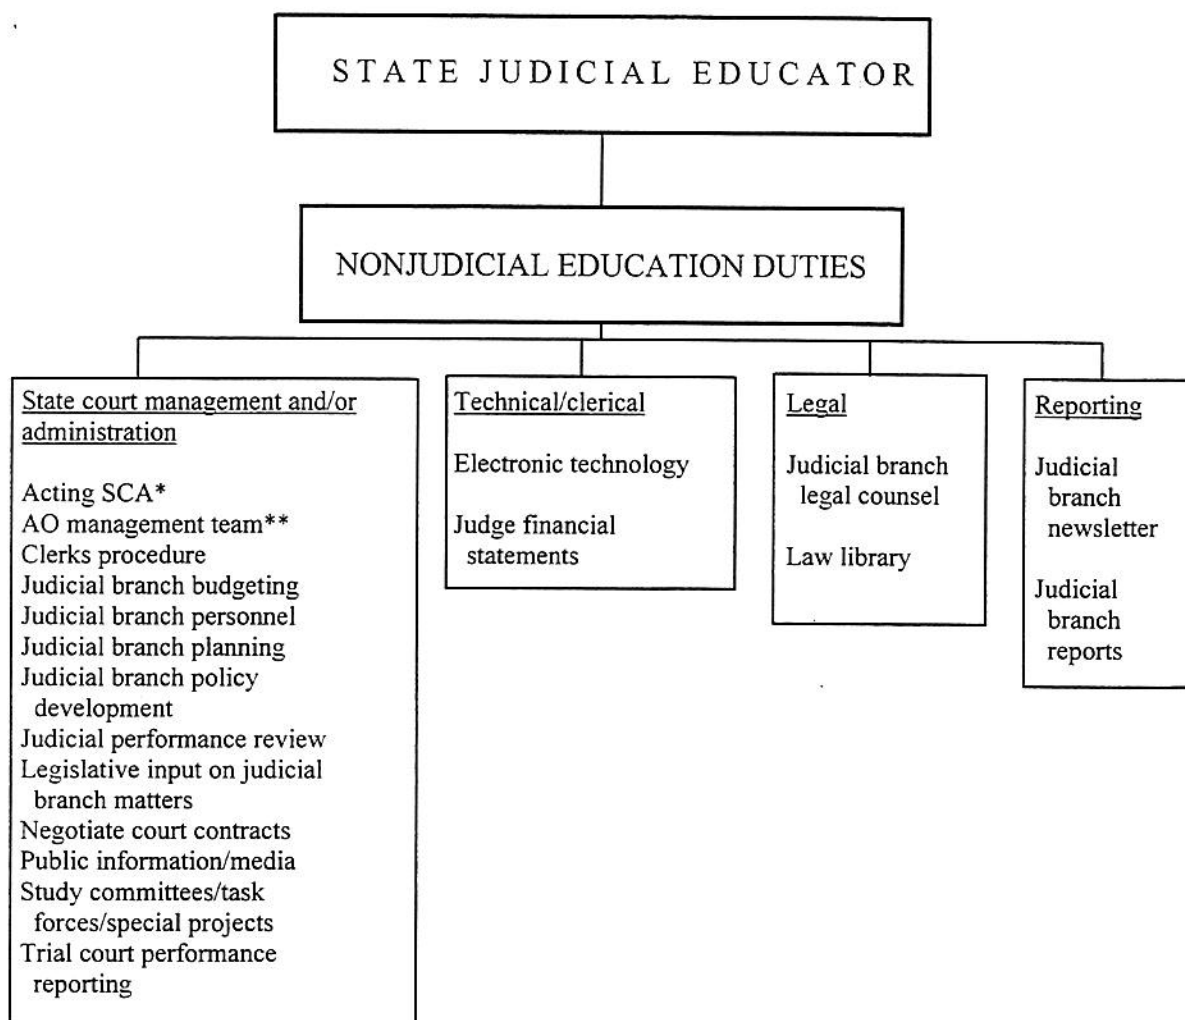 STATE JUDICIAL EDUCATOR
NONJUDICIAL EDUCATION DUTIES
State court management and/or
administration
Acting SCA*
AO management team**
Clerks procedure
Judicial branch budgeting
Judicial branch personnel
Judicial branch planning
Judicial branch policy
development
Judicial performance review
Legislative input on judicial
branch matters
Negotiate court contracts
Public information/media
Study committees/task
forces/special projects
Trial court performance
reporting
Technical/clerical
Electronic technology
Judge financial
statements
Legal
Judicial branch
legal counsel
Law library
Reporting
Judicial
branch
newsletter
Judicial
branch
reports